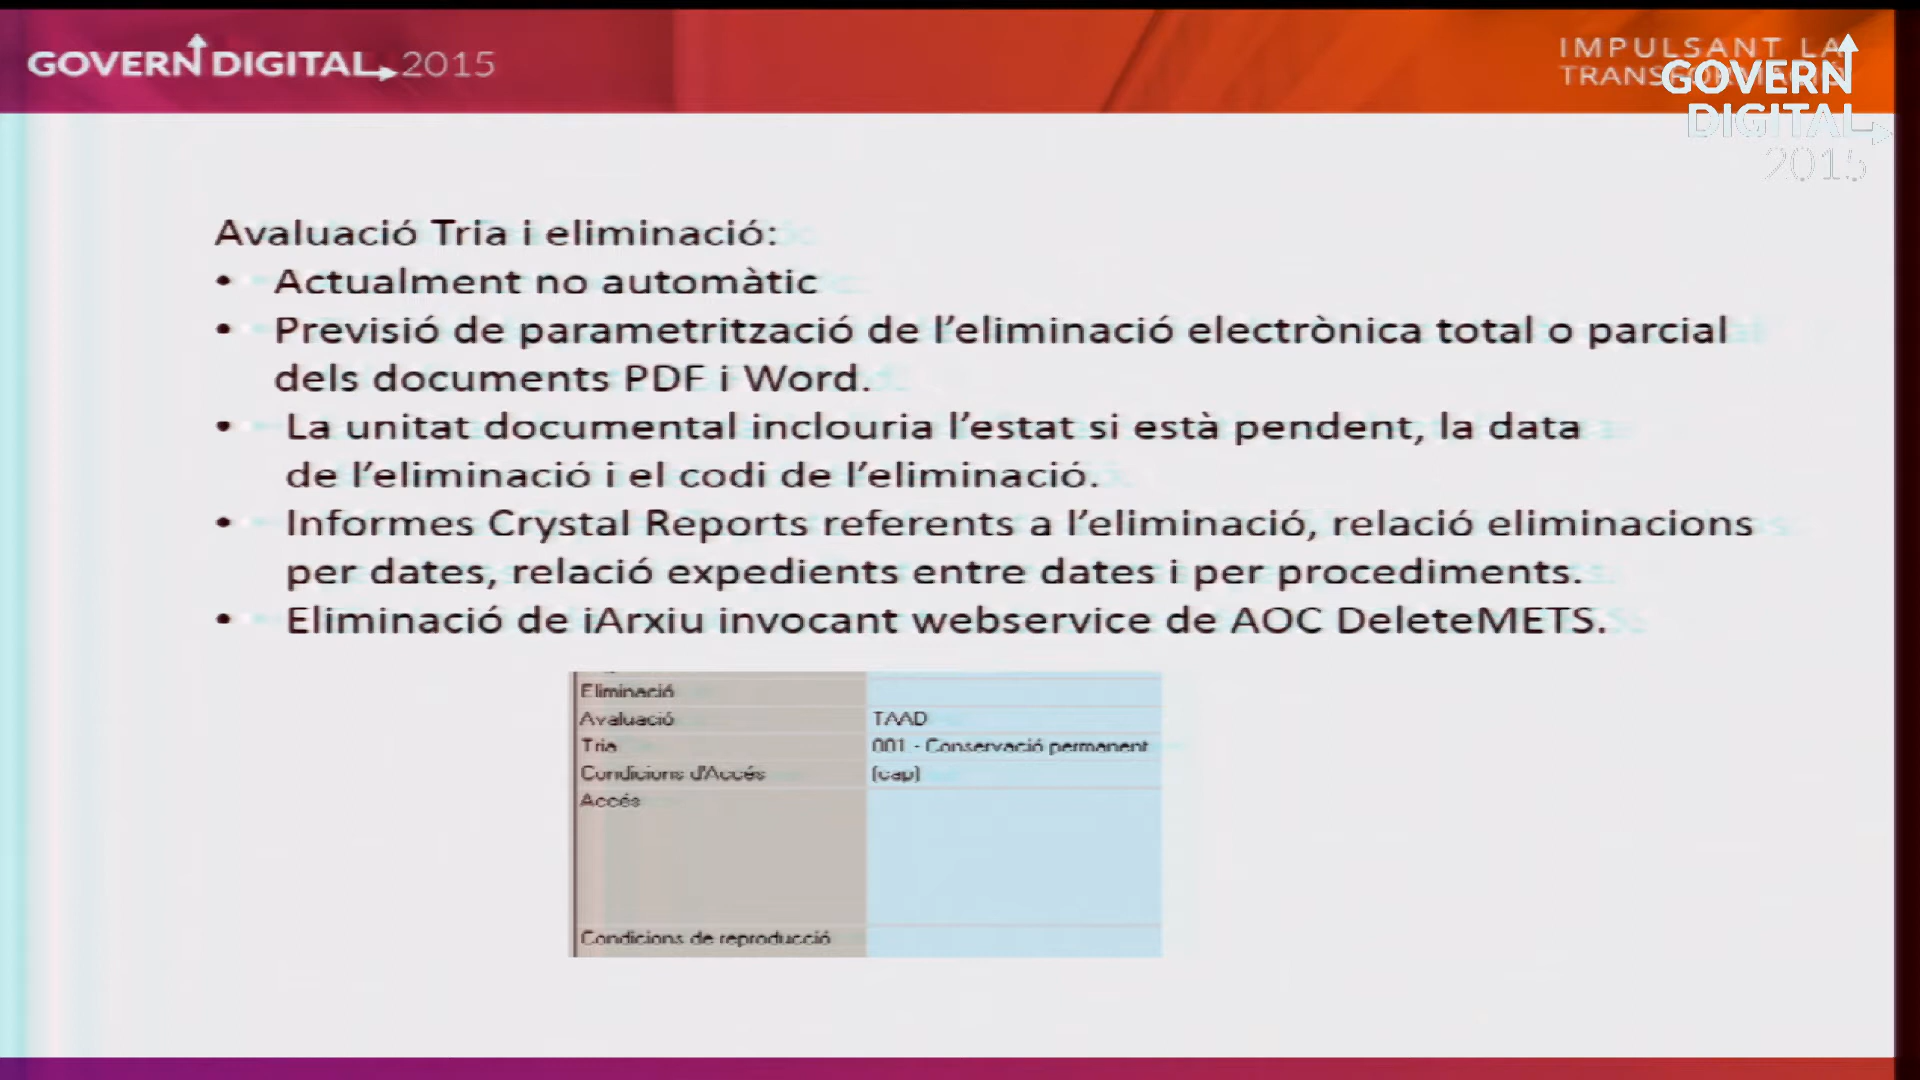 GOVERN DIGITAL 2015
IMPULSANT LA
GOVERN
DIGITAL
2015
Avaluació Tria i eliminació:
• Actualment no automàtic
• Previsió de parametrització de l’eliminació electrònica total o parcial
dels documents PDF i Word.
• La unitat documental inclouria l’estat si està pendent, la data
de l’eliminació i el codi de l’eliminació.
• Informes Crystal Reports referents a l’eliminació, relació eliminacions
per dates, relació expedients entre dates i per procediments.
• Eliminació de iArxiu invocant webservice de AOC DeleteMETS.
Eliminació
Avaluació TAAD
Tria 001 - Conservació permanent
Condicions d'Accés (cap)
Accés
Condicions de reproducció